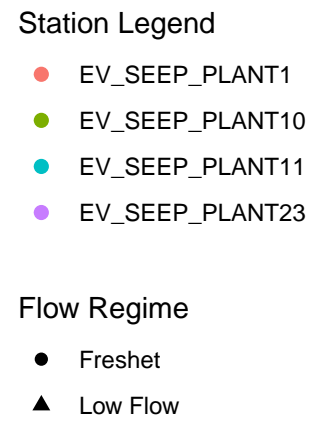 Station Legend
EV_SEEP_PLANT1
EV_SEEP_PLANT10
EV_SEEP_PLANT11
EV_SEEP_PLANT23
Flow Regime
Freshet
Low Flow